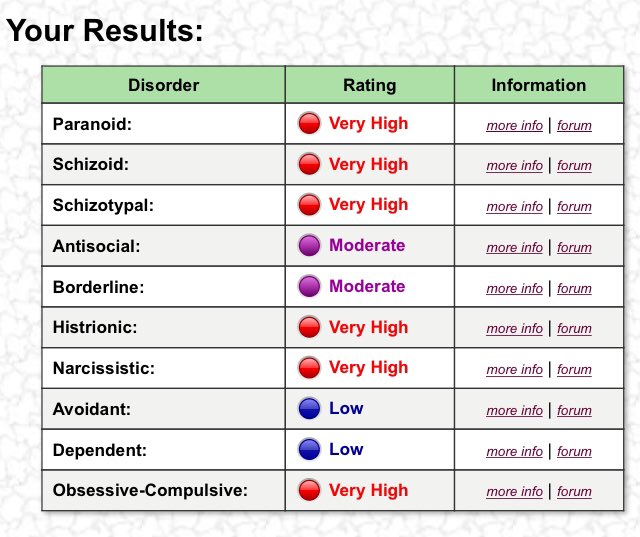 Your Results:
Disorder Rating Information
Paranoid: Very High more info | forum
Schizoid: Very High more info | forum
Schizotypal: Very High more info | forum
Antisocial: Moderate more info | forum
Borderline: Moderate more info | forum
Histrionic: Very High more info | forum
Narcissistic: Very High more info | forum
Avoidant: Low more info | forum
Dependent: Low more info | forum
Obsessive-Compulsive: Very High more info | forum